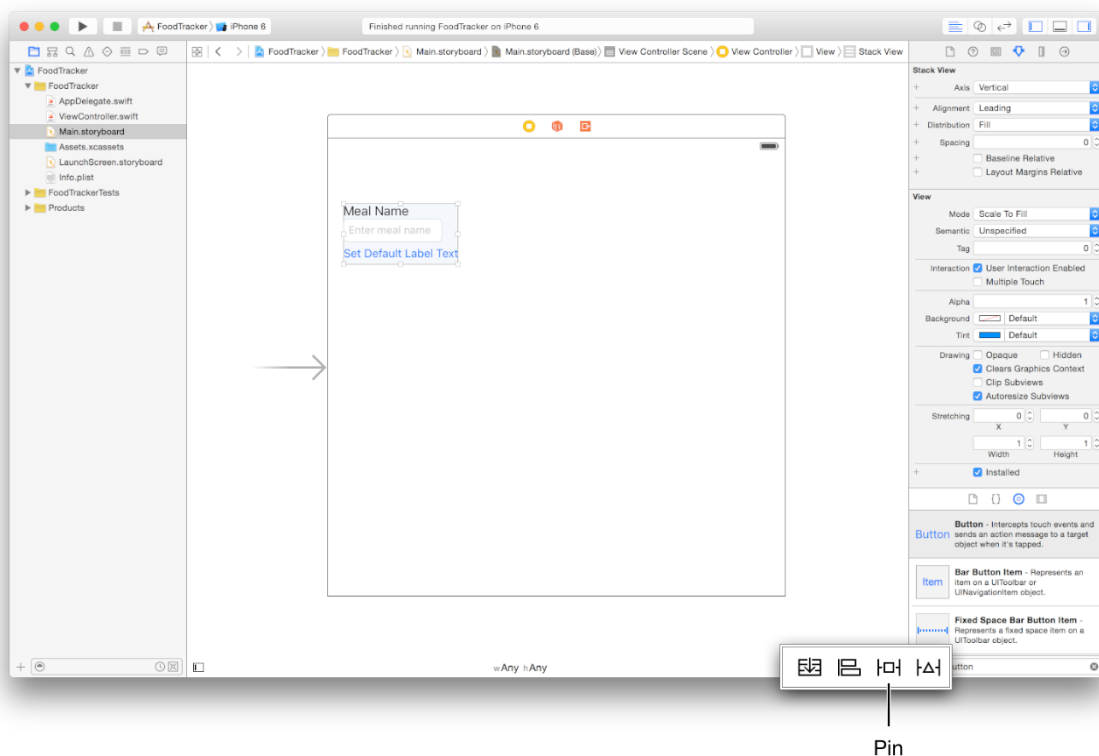 FoodTracker iPhone 6 Finished running FoodTracker on iPhone 6
FoodTracker FoodTracker Main.storyboard Main.storyboard (Base) View Controller Scene View Controller View Stack View
FoodTracker
FoodTracker
AppDelegate.swift
ViewController.swift
Main.storyboard
Assets.xcassets
LaunchScreen.storyboard
Info.plist
FoodTrackerTests
Products
Meal Name
Enter meal name
Set Default Label Text
wAny hAny
Stack View
+ Axis Vertical
+ Alignment Leading
+ Distribution Fill
+ Spacing 0
+ Baseline Relative
+ Layout Margins Relative
View
Mode Scale To Fill
Semantic Unspecified
Tag 0
Interaction User Interaction Enabled
Multiple Touch
Alpha 1
Background Default
Tint Default
Drawing Opaque Hidden
Clears Graphics Context
Clip Subviews
Autoresize Subviews
Stretching 0 0
X Y
1 1
Width Height
+ Installed
{}
Button
Button - Intercepts touch events and
sends an action message to a target
object when it's tapped.
Item
Bar Button Item - Represents an
item on a UIToolbar or
UINavigationItem object.
Fixed Space Bar Button Item -
Represents a fixed space item on a
UIToolbar object.
utton
Pin